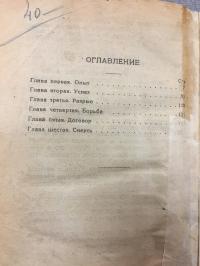 40-
ОГЛАВЛЕНИЕ
Глава первая. Опыт
Глава вторая. Успех
Глава третья. Разрыв
Глава четвертая. Борьба
Глава пятая. Договор
Глава шестая. Смерть